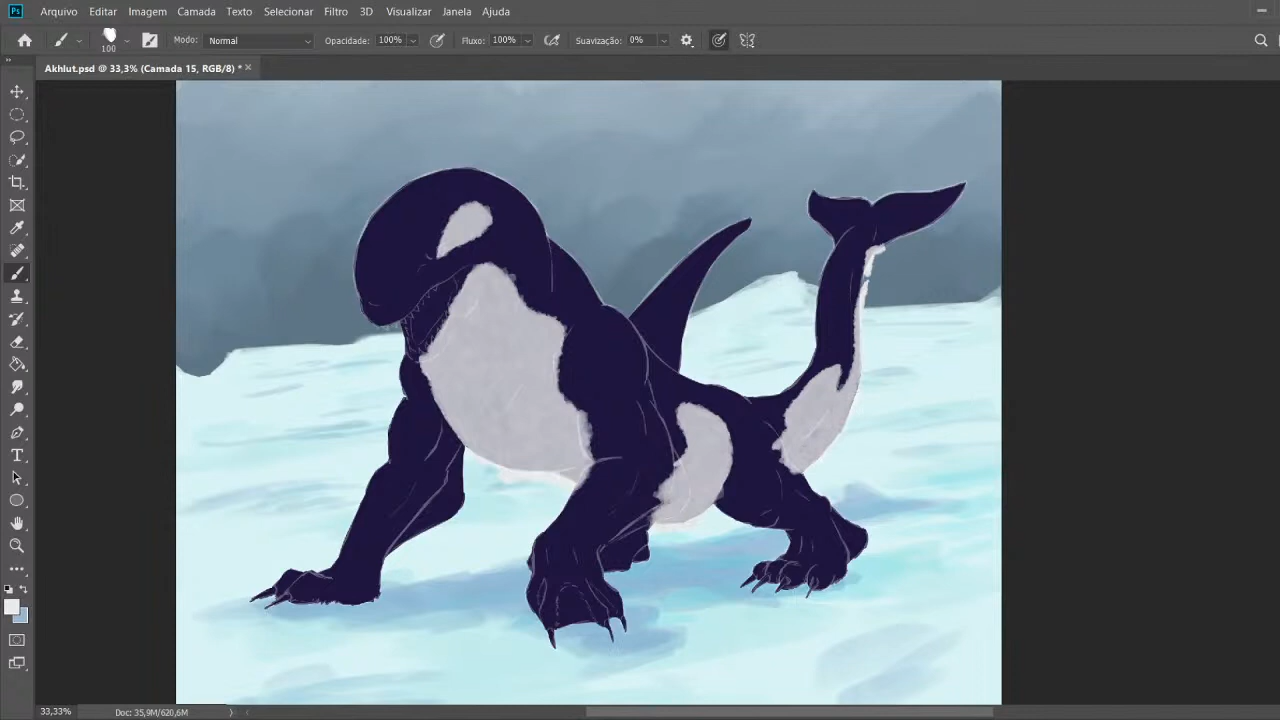 Ps Arquivo Editar Imagem Camada Texto Selecionar Filtro 3D Visualizar Janela Ajuda
100 Modo: Normal Opacidade: 100% Fluxo: 100% Suavização: 0%
Akhlut.psd @ 33,3% (Camada 15, RGB/8) *
33,33% Doc: 35,9M/620,6M